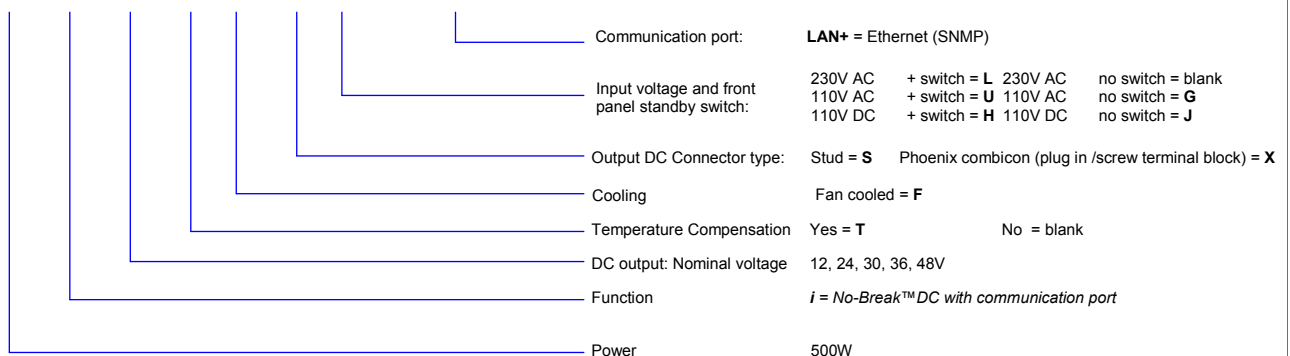 Communication port: LAN+ = Ethernet (SNMP)
Input voltage and front panel standby switch:
230V AC + switch = L 230V AC no switch = blank
110V AC + switch = U 110V AC no switch = G
110V DC + switch = H 110V DC no switch = J
Output DC Connector type: Stud = S Phoenix combicon (plug in /screw terminal block) = X
Cooling Fan cooled = F
Temperature Compensation Yes = T No = blank
DC output: Nominal voltage 12, 24, 30, 36, 48V
Function i = No-Break™DC with communication port
Power 500W